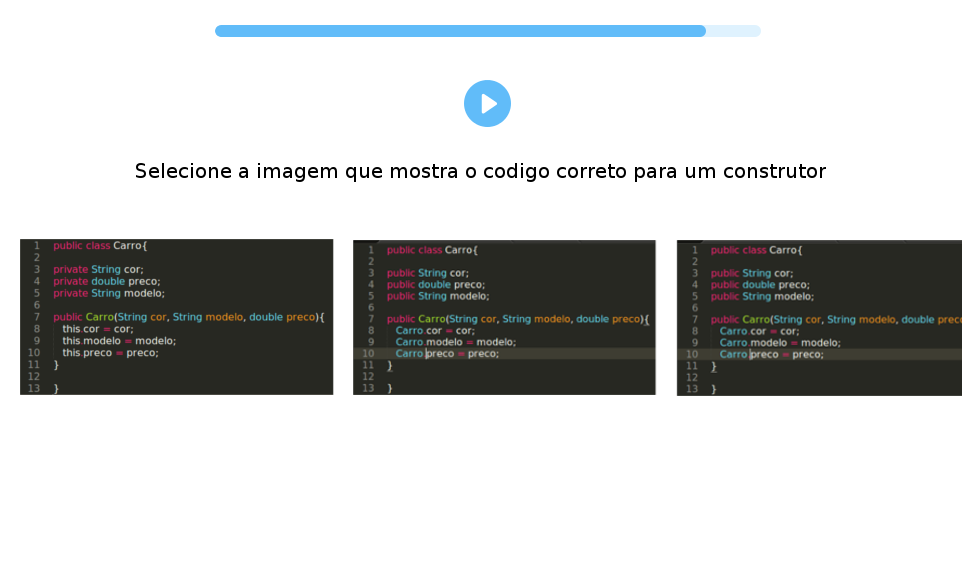 Selecione a imagem que mostra o codigo correto para um construtor
1 public class Carro{
2
3 private String cor;
4 private double preco;
5 private String modelo;
6
7 public Carro(String cor, String modelo, double preco){
8 this.cor = cor;
9 this.modelo = modelo;
10 this.preco = preco;
11 }
12
13 }
1 public class Carro{
2
3 public String cor;
4 public double preco;
5 public String modelo;
6
7 public Carro(String cor, String modelo, double preco){
8 Carro.cor = cor;
9 Carro.modelo = modelo;
10 Carro.preco = preco;
11 }
12
13 }
1 public class Carro{
2
3 public String cor;
4 public double preco;
5 public String modelo;
6
7 public Carro(String cor, String modelo, double prec
8 Carro.cor = cor;
9 Carro.modelo = modelo;
10 Carro.preco = preco;
11 }
12
13 }